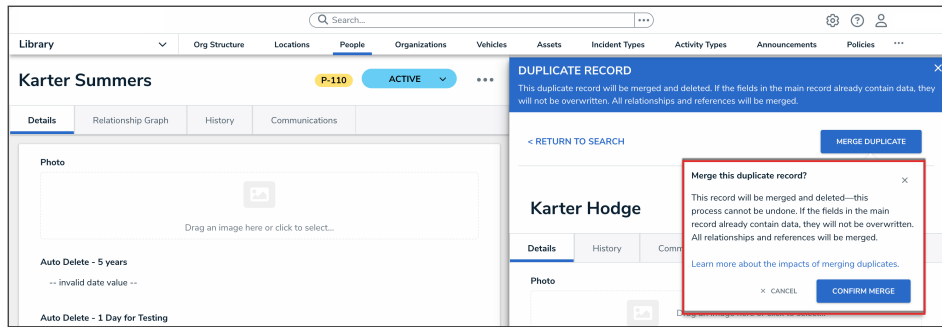 Search...
Library
Org Structure
Locations
People
Organizations
Vehicles
Assets
Incident Types
Activity Types
Announcements
Policies
Karter Summers
P-110
ACTIVE
Details
Relationship Graph
History
Communications
Photo
Drag an image here or click to select...
Auto Delete - 5 years
-- invalid date value --
Auto Delete - 1 Day for Testing
DUPLICATE RECORD
This duplicate record will be merged and deleted. If the fields in the main record already contain data, they
will not be overwritten. All relationships and references will be merged.
< RETURN TO SEARCH
MERGE DUPLICATE
Merge this duplicate record?
This record will be merged and deleted—this
process cannot be undone. If the fields in the main
record already contain data, they will not be overwritten.
All relationships and references will be merged.
Learn more about the impacts of merging duplicates.
× CANCEL
CONFIRM MERGE
Karter Hodge
Details
History
Comm
Photo